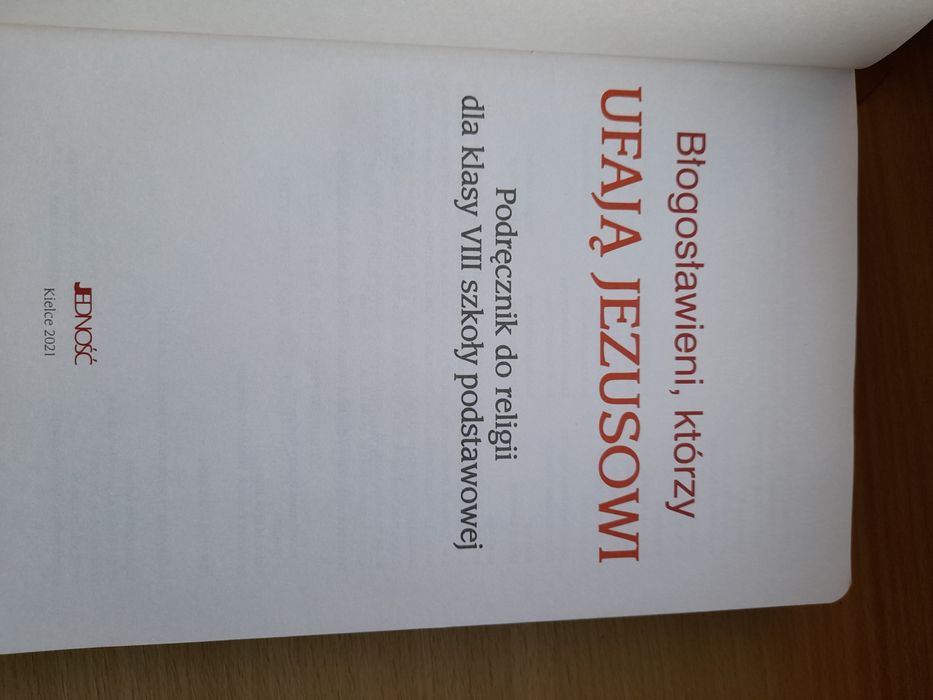 Błogosławieni, którzy
UFAJĄ JEZUSOWI
Podręcznik do religii
dla klasy VIII szkoły podstawowej
JEDNOŚĆ
Kielce 2021